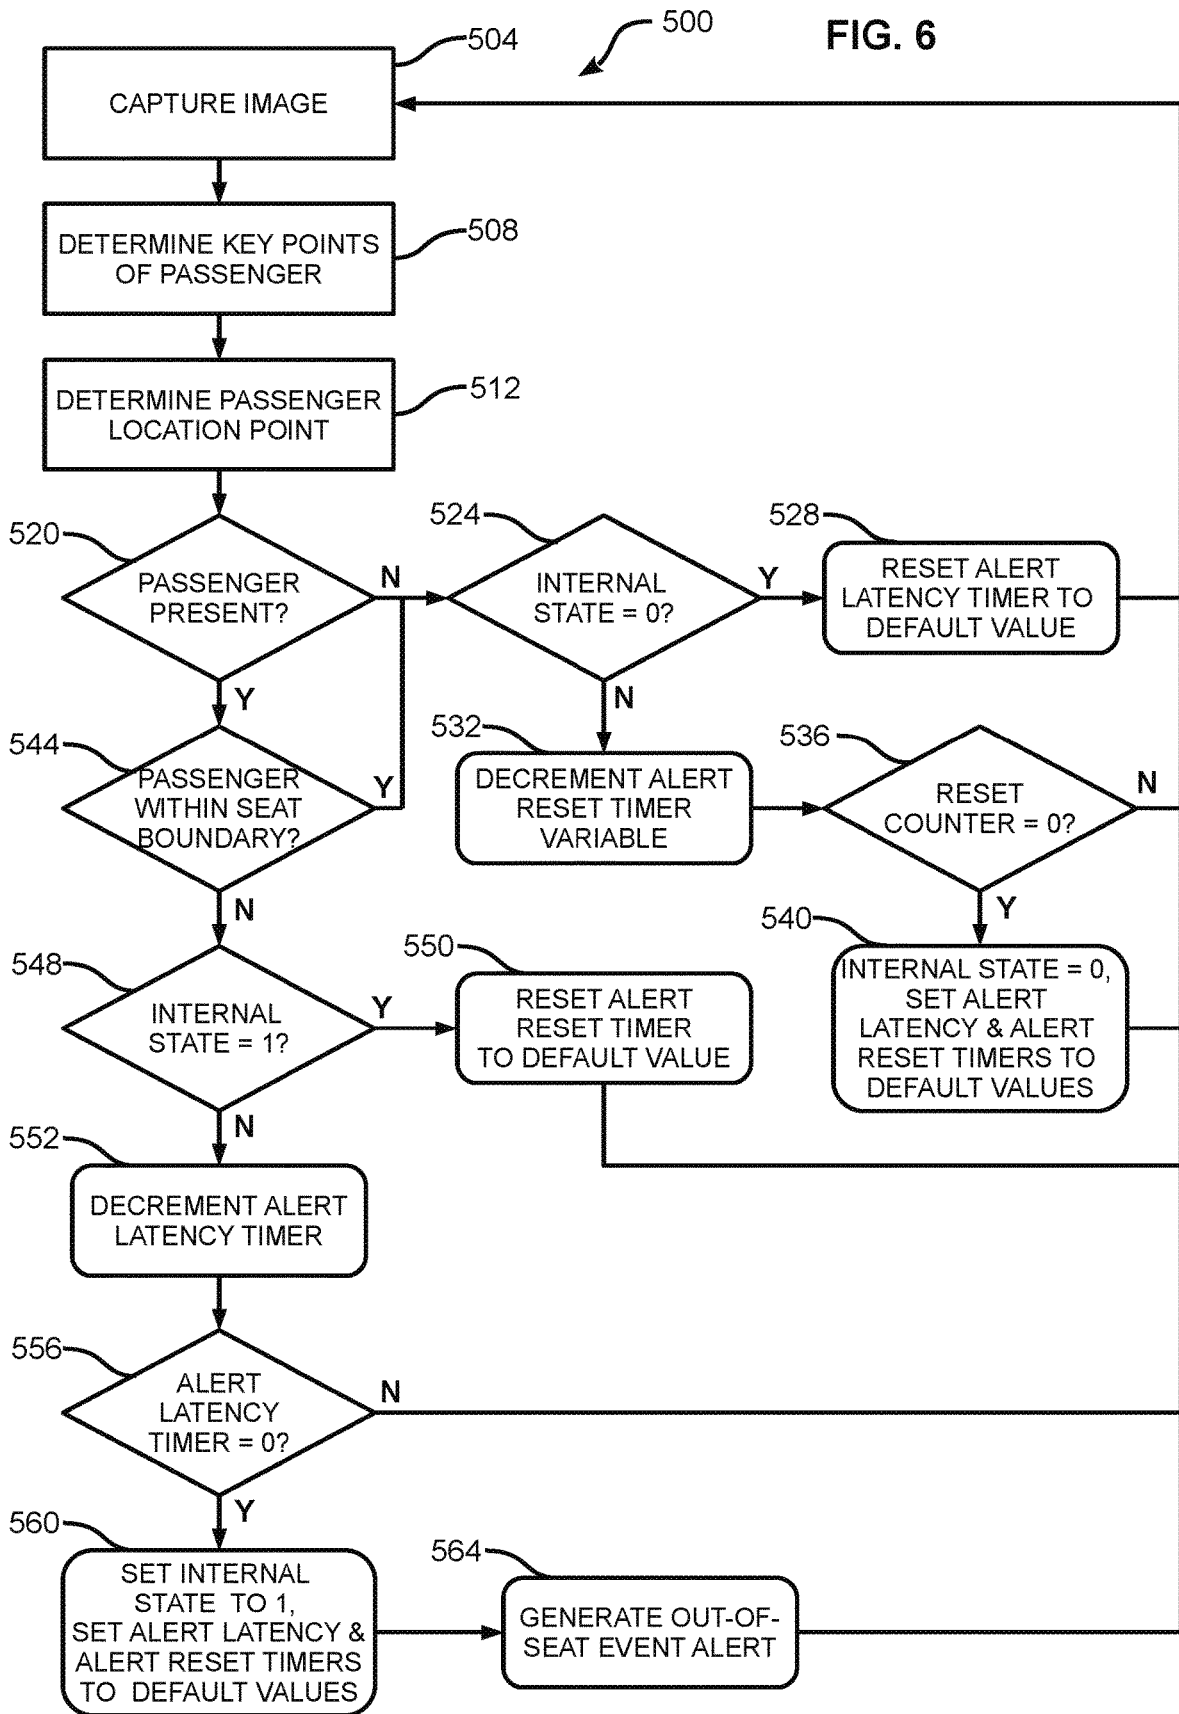 500
FIG. 6
504
CAPTURE IMAGE
508
DETERMINE KEY POINTS
OF PASSENGER
512
DETERMINE PASSENGER
LOCATION POINT
520
PASSENGER
PRESENT?
N
Y
524
INTERNAL
STATE = 0?
Y
N
528
RESET ALERT
LATENCY TIMER TO
DEFAULT VALUE
544
PASSENGER
WITHIN SEAT
BOUNDARY?
Y
N
532
DECREMENT ALERT
RESET TIMER
VARIABLE
536
RESET
COUNTER = 0?
N
Y
540
INTERNAL STATE = 0,
SET ALERT
LATENCY & ALERT
RESET TIMERS TO
DEFAULT VALUES
548
INTERNAL
STATE = 1?
Y
N
550
RESET ALERT
RESET TIMER
TO DEFAULT VALUE
552
DECREMENT ALERT
LATENCY TIMER
556
ALERT
LATENCY
TIMER = 0?
N
Y
560
SET INTERNAL
STATE TO 1,
SET ALERT LATENCY &
ALERT RESET TIMERS
TO DEFAULT VALUES
564
GENERATE OUT-OF-
SEAT EVENT ALERT